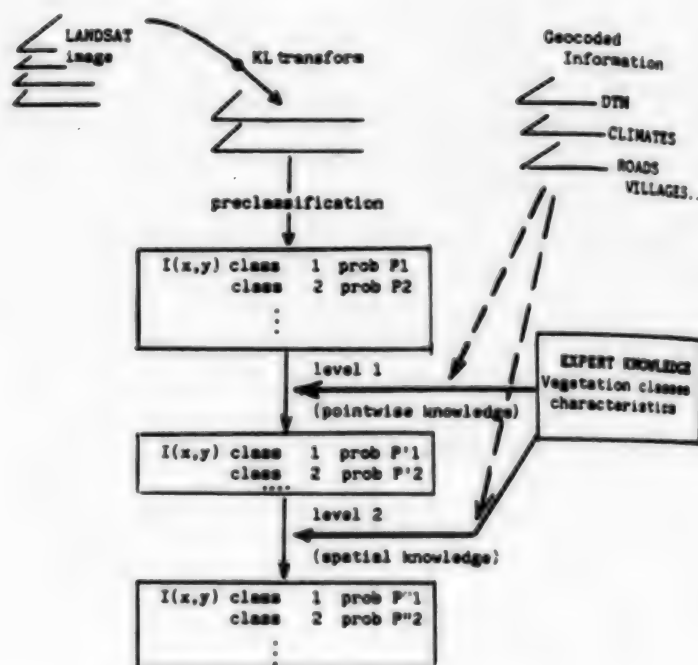 LANDSAT
image
KL transform
Geocoded
Information
DTM
CLIMATES
ROADS
VILLAGES..
preclassification
I(x,y) class 1 prob P1
class 2 prob P2
⋮
level 1
(pointwise knowledge)
EXPERT KNOWLEDGE
Vegetation classes
characteristics
I(x,y) class 1 prob P'1
class 2 prob P'2
....
level 2
(spatial knowledge)
I(x,y) class 1 prob P"1
class 2 prob P"2
⋮